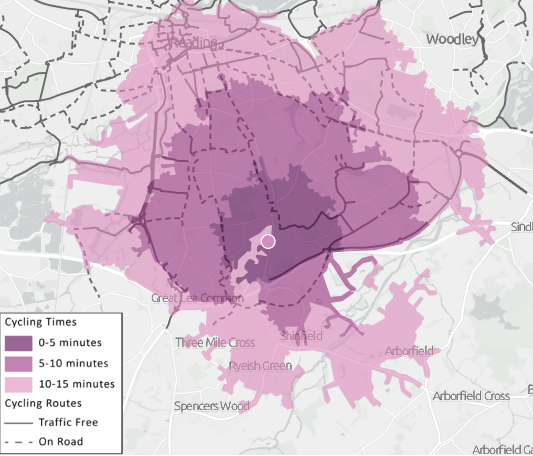 Reading
Woodley
Sindl
Great Lea Common
Three Mile Cross
Shinfield
Arborfield
Ryeish Green
Spencers Wood
Arborfield Cross
B
Arborfield Ga
Cycling Times
0-5 minutes
5-10 minutes
10-15 minutes
Cycling Routes
Traffic Free
On Road